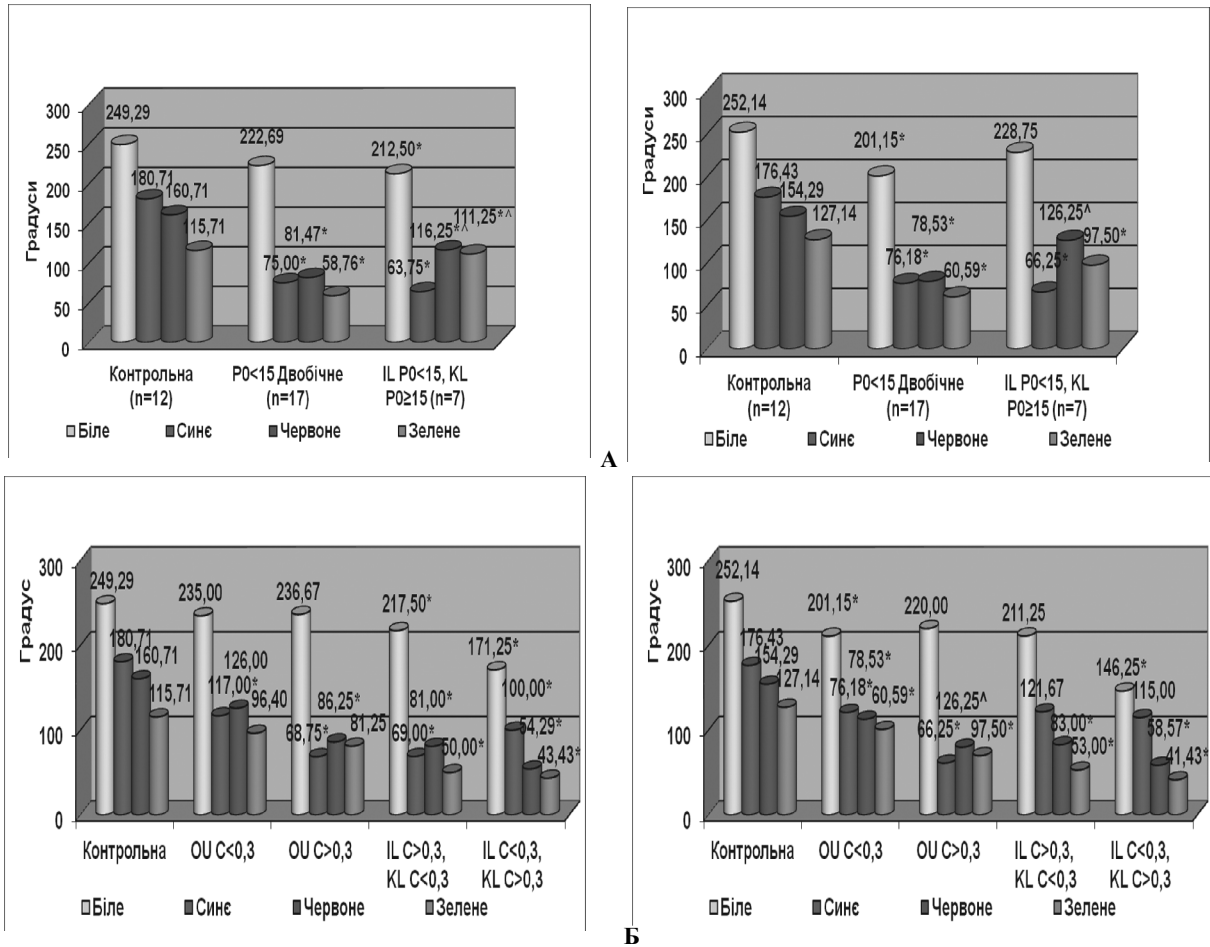 Градуси
300
250
200
150
100
50
0
249,29
180,71
160,71
115,71
222,69
75,00*
81,47*
58,76*
212,50*
63,75*
116,25*^
111,25*^
Контрольна
(n=12)
P0<15 Двобічне
(n=17)
IL P0<15, KL
P0≥15 (n=7)
Біле Синє Червоне Зелене
Градуси
300
250
200
150
100
50
0
252,14
176,43
154,29
127,14
201,15*
76,18*
78,53*
60,59*
228,75
66,25*
126,25^
97,50*
Контрольна
(n=12)
P0<15 Двобічне
(n=17)
IL P0<15, KL
P0≥15 (n=7)
Біле Синє Червоне Зелене
А
Градус
300
200
100
0
249,29
180,71
160,71
115,71
235,00
117,00*
126,00
96,40
236,67
68,75*
86,25*
81,25
217,50*
69,00*
81,00*
50,00*
171,25*
100,00*
54,29*
43,43*
Контрольна
OU C<0,3
OU C>0,3
IL C>0,3,
KL C<0,3
IL C<0,3,
KL C>0,3
Біле Синє Червоне Зелене
Градус
300
200
100
0
252,14
176,43
154,29
127,14
201,15*
76,18*
78,53*
60,59*
220,00
66,25*
126,25^
97,50*
211,25
121,67
83,00*
53,00*
146,25*
115,00
58,57*
41,43*
Контрольна
OU C<0,3
OU C>0,3
IL C>0,3,
KL C<0,3
IL C<0,3,
KL C>0,3
Біле Синє Червоне Зелене
Б